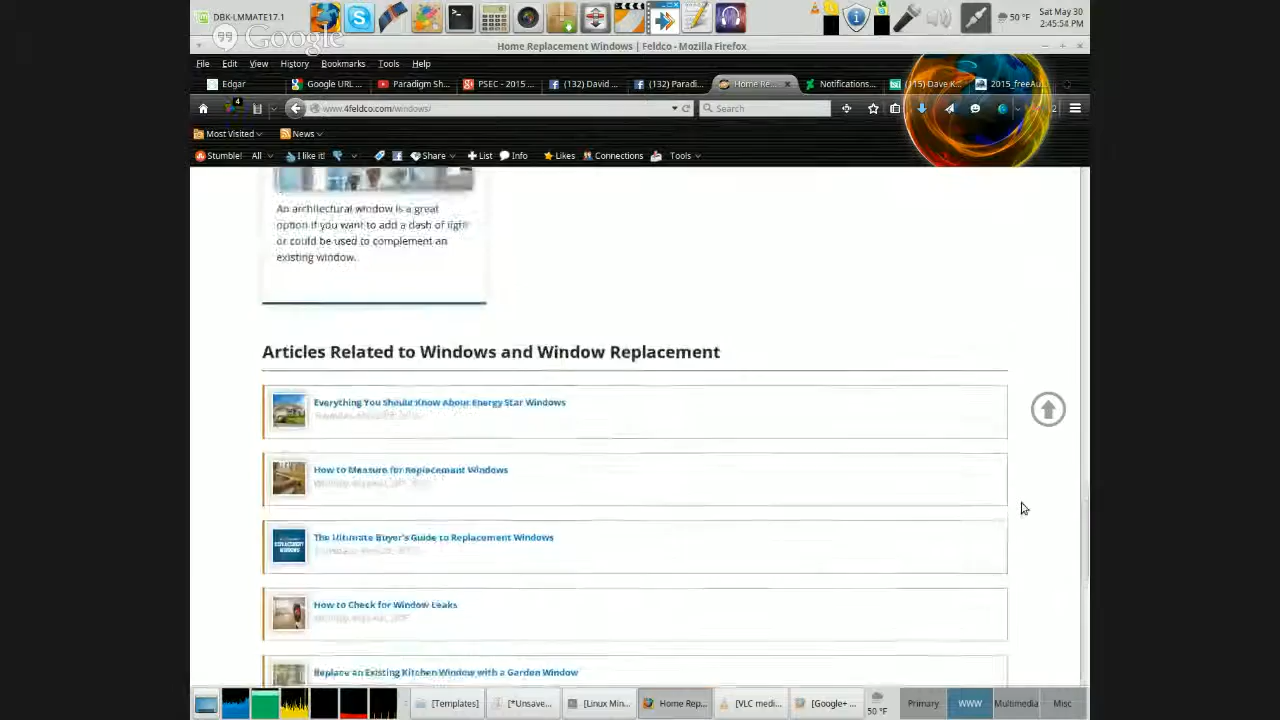 DBK-LMMATE17.1
50 °F
Sat May 30
2:45:54 PM
Google
Home Replacement Windows | Feldco - Mozilla Firefox
File Edit View History Bookmarks Tools Help
Edgar
Google URL ...
Paradigm Sh...
PSEC - 2015 ...
(132) David ...
(132) Paradi...
Home Re...
Notifications...
(115) Dave K...
2015_freeAu...
4
www.4feldco.com/windows/
Search
2
Most Visited
News
Stumble! All I like it! Share List Info Likes Connections Tools
An architectural window is a great
option if you want to add a dash of light
or could be used to complement an
existing window.
Articles Related to Windows and Window Replacement
Everything You Should Know About Energy Star Windows
How to Measure for Replacement Windows
The Ultimate Buyer's Guide to Replacement Windows
How to Check for Window Leaks
Replace an Existing Kitchen Window with a Garden Window
[Templates]
[*Unsave...
[Linux Min...
Home Rep...
[VLC medi...
[Google+ ...
50 °F
Primary
WWW
Multimedia
Misc